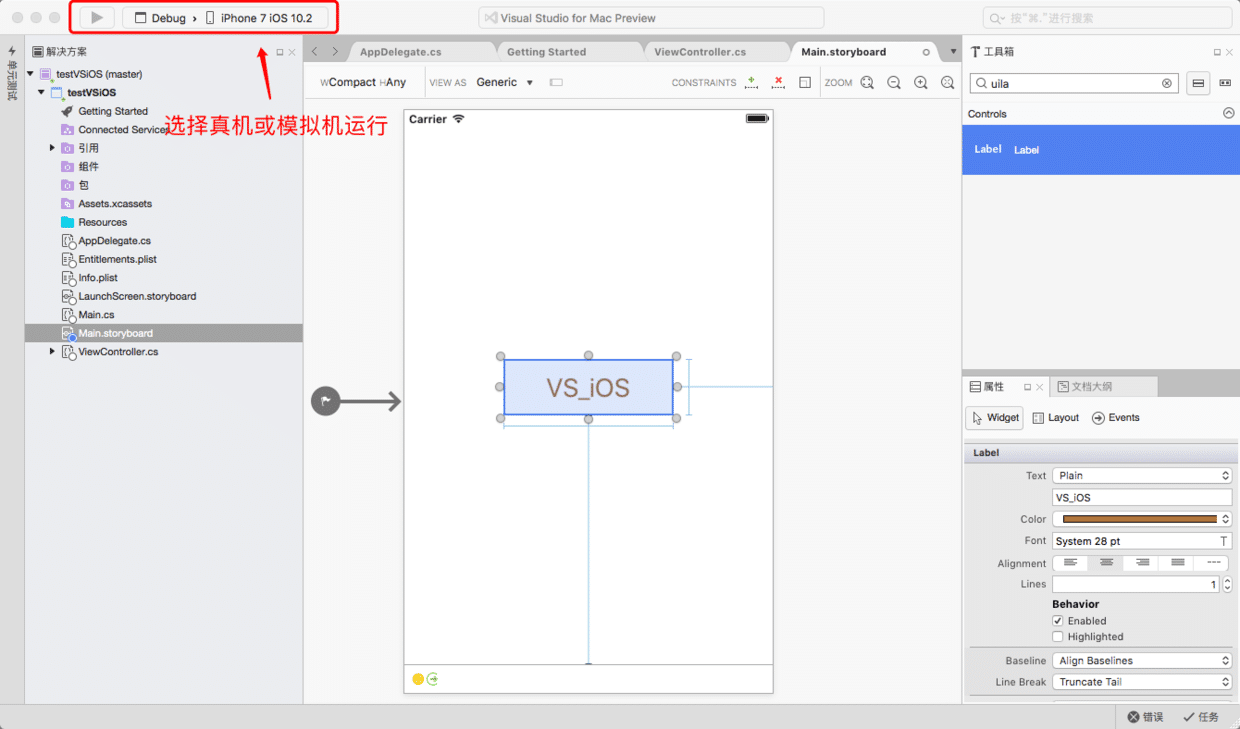 Debug › iPhone 7 iOS 10.2
Visual Studio for Mac Preview
按"⌘."进行搜索
单元测试
解决方案
testVSiOS (master)
testVSiOS
Getting Started
Connected Services
引用
组件
包
Assets.xcassets
Resources
AppDelegate.cs
Entitlements.plist
Info.plist
LaunchScreen.storyboard
Main.cs
Main.storyboard
ViewController.cs
选择真机或模拟机运行
AppDelegate.cs
Getting Started
ViewController.cs
Main.storyboard
wCompact hAny
VIEW AS Generic
CONSTRAINTS
ZOOM
Carrier
VS_iOS
工具箱
uila
Controls
Label Label
属性
文档大纲
Widget
Layout
Events
Label
Text Plain
VS_iOS
Color
Font System 28 pt T
Alignment
Lines 1
Behavior
Enabled
Highlighted
Baseline Align Baselines
Line Break Truncate Tail
错误
任务